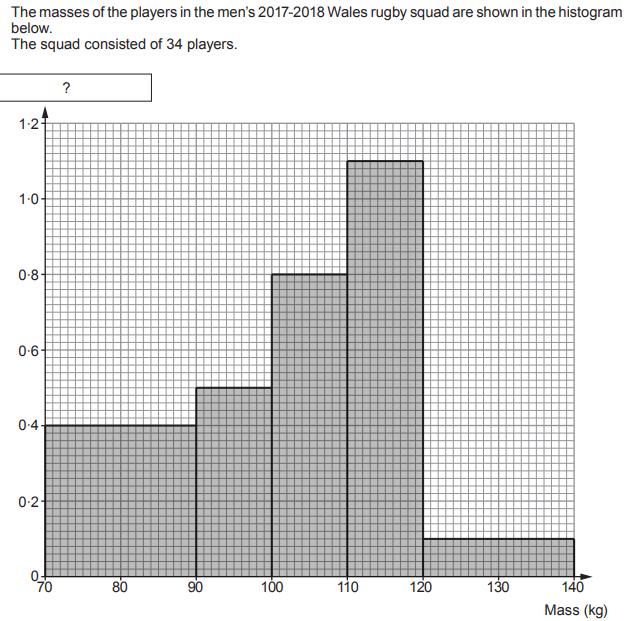 The masses of the players in the men's 2017-2018 Wales rugby squad are shown in the histogram
below.
The squad consisted of 34 players.
?
1·2
1·0
0·8
0·6
0·4
0·2
0
70 80 90 100 110 120 130 140
Mass (kg)